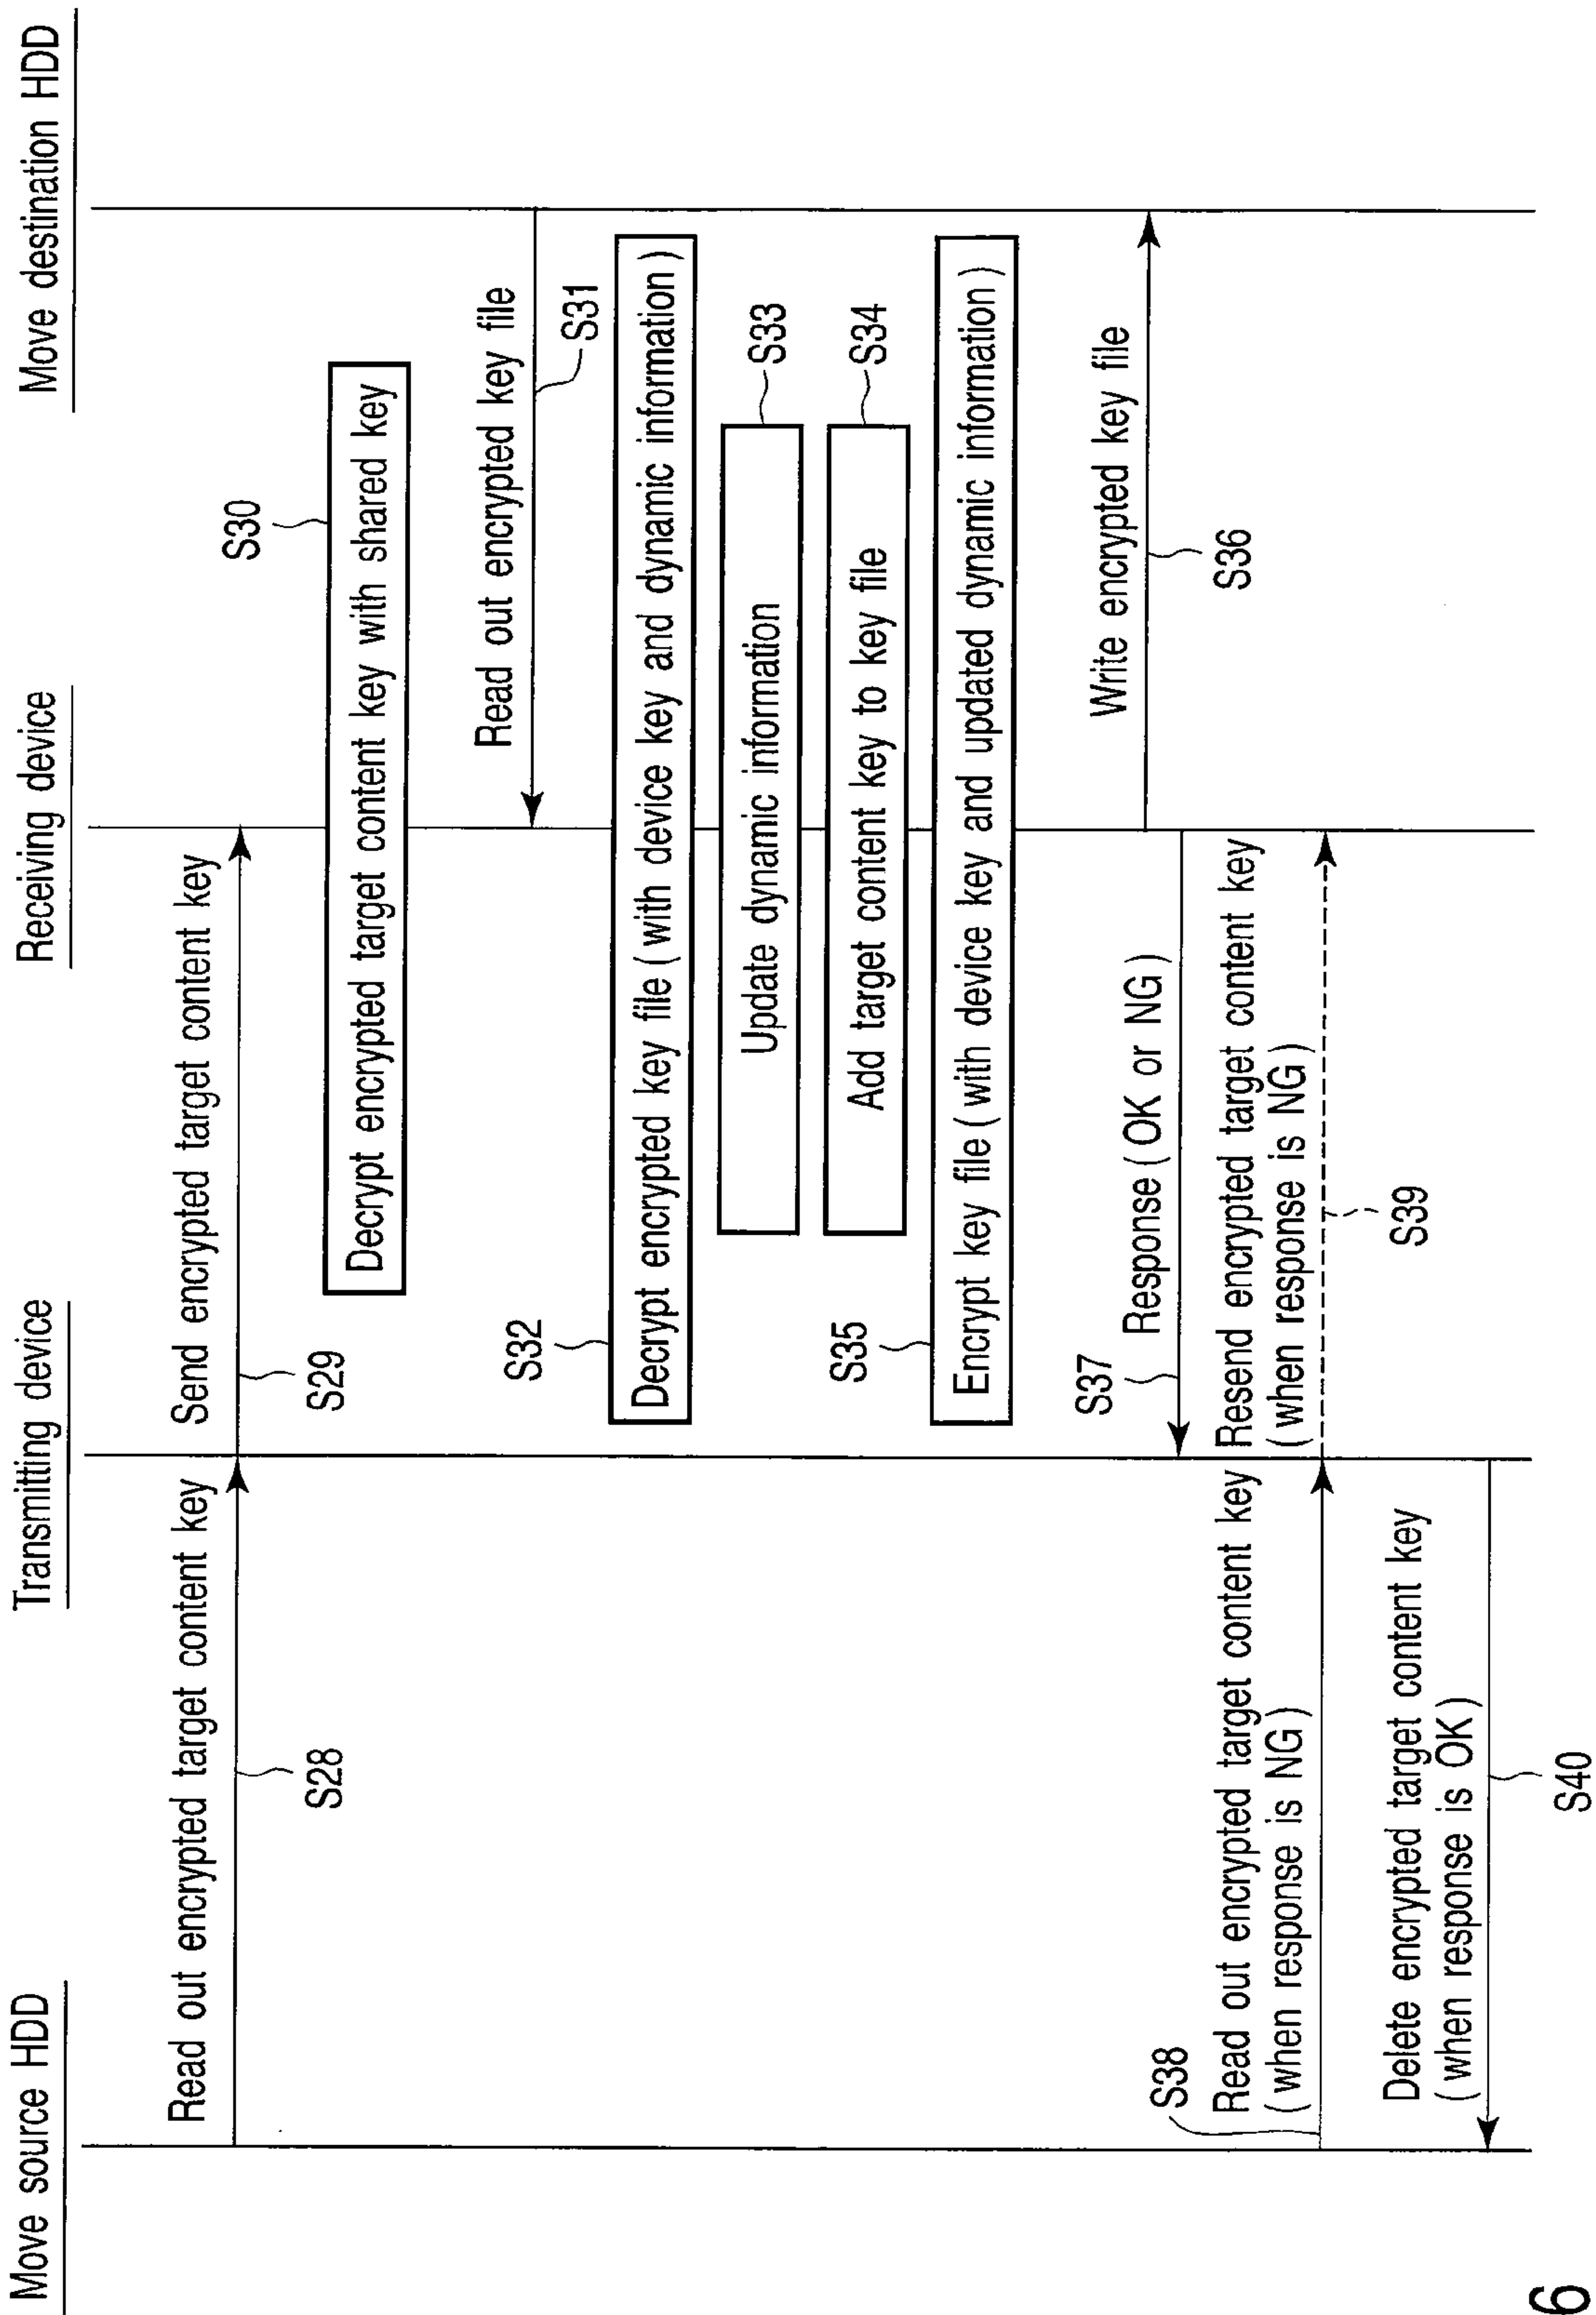 Move source HDD
Transmitting device
Receiving device
Move destination HDD
Read out encrypted target content key
S28
Send encrypted target content key
S29
S30
Decrypt encrypted target content key with shared key
Read out encrypted key file
S31
S32
Decrypt encrypted key file ( with device key and dynamic information )
Update dynamic information
S33
Add target content key to key file
S34
S35
Encrypt key file ( with device key and updated dynamic information )
Write encrypted key file
S36
S37
Response ( OK or NG )
S38
Read out encrypted target content key
( when response is NG )
Resend encrypted target content key
( when response is NG )
S39
Delete encrypted target content key
( when response is OK )
S40
6